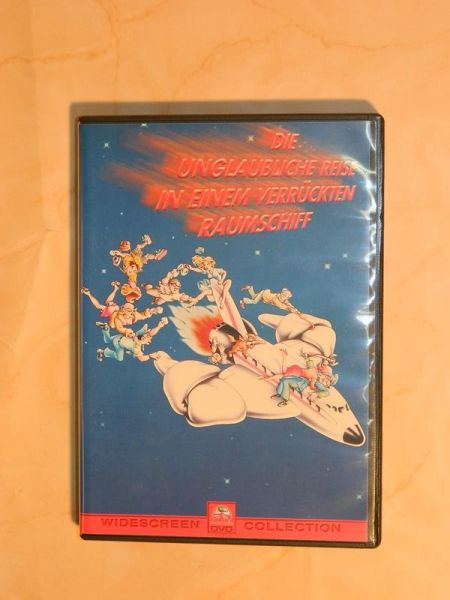 DIE
UNGLAUBLICHE REISE
IN EINEM VERRÜCKTEN
RAUMSCHIFF
WIDESCREEN DVD COLLECTION